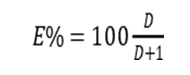 E% = 100 D/D+1